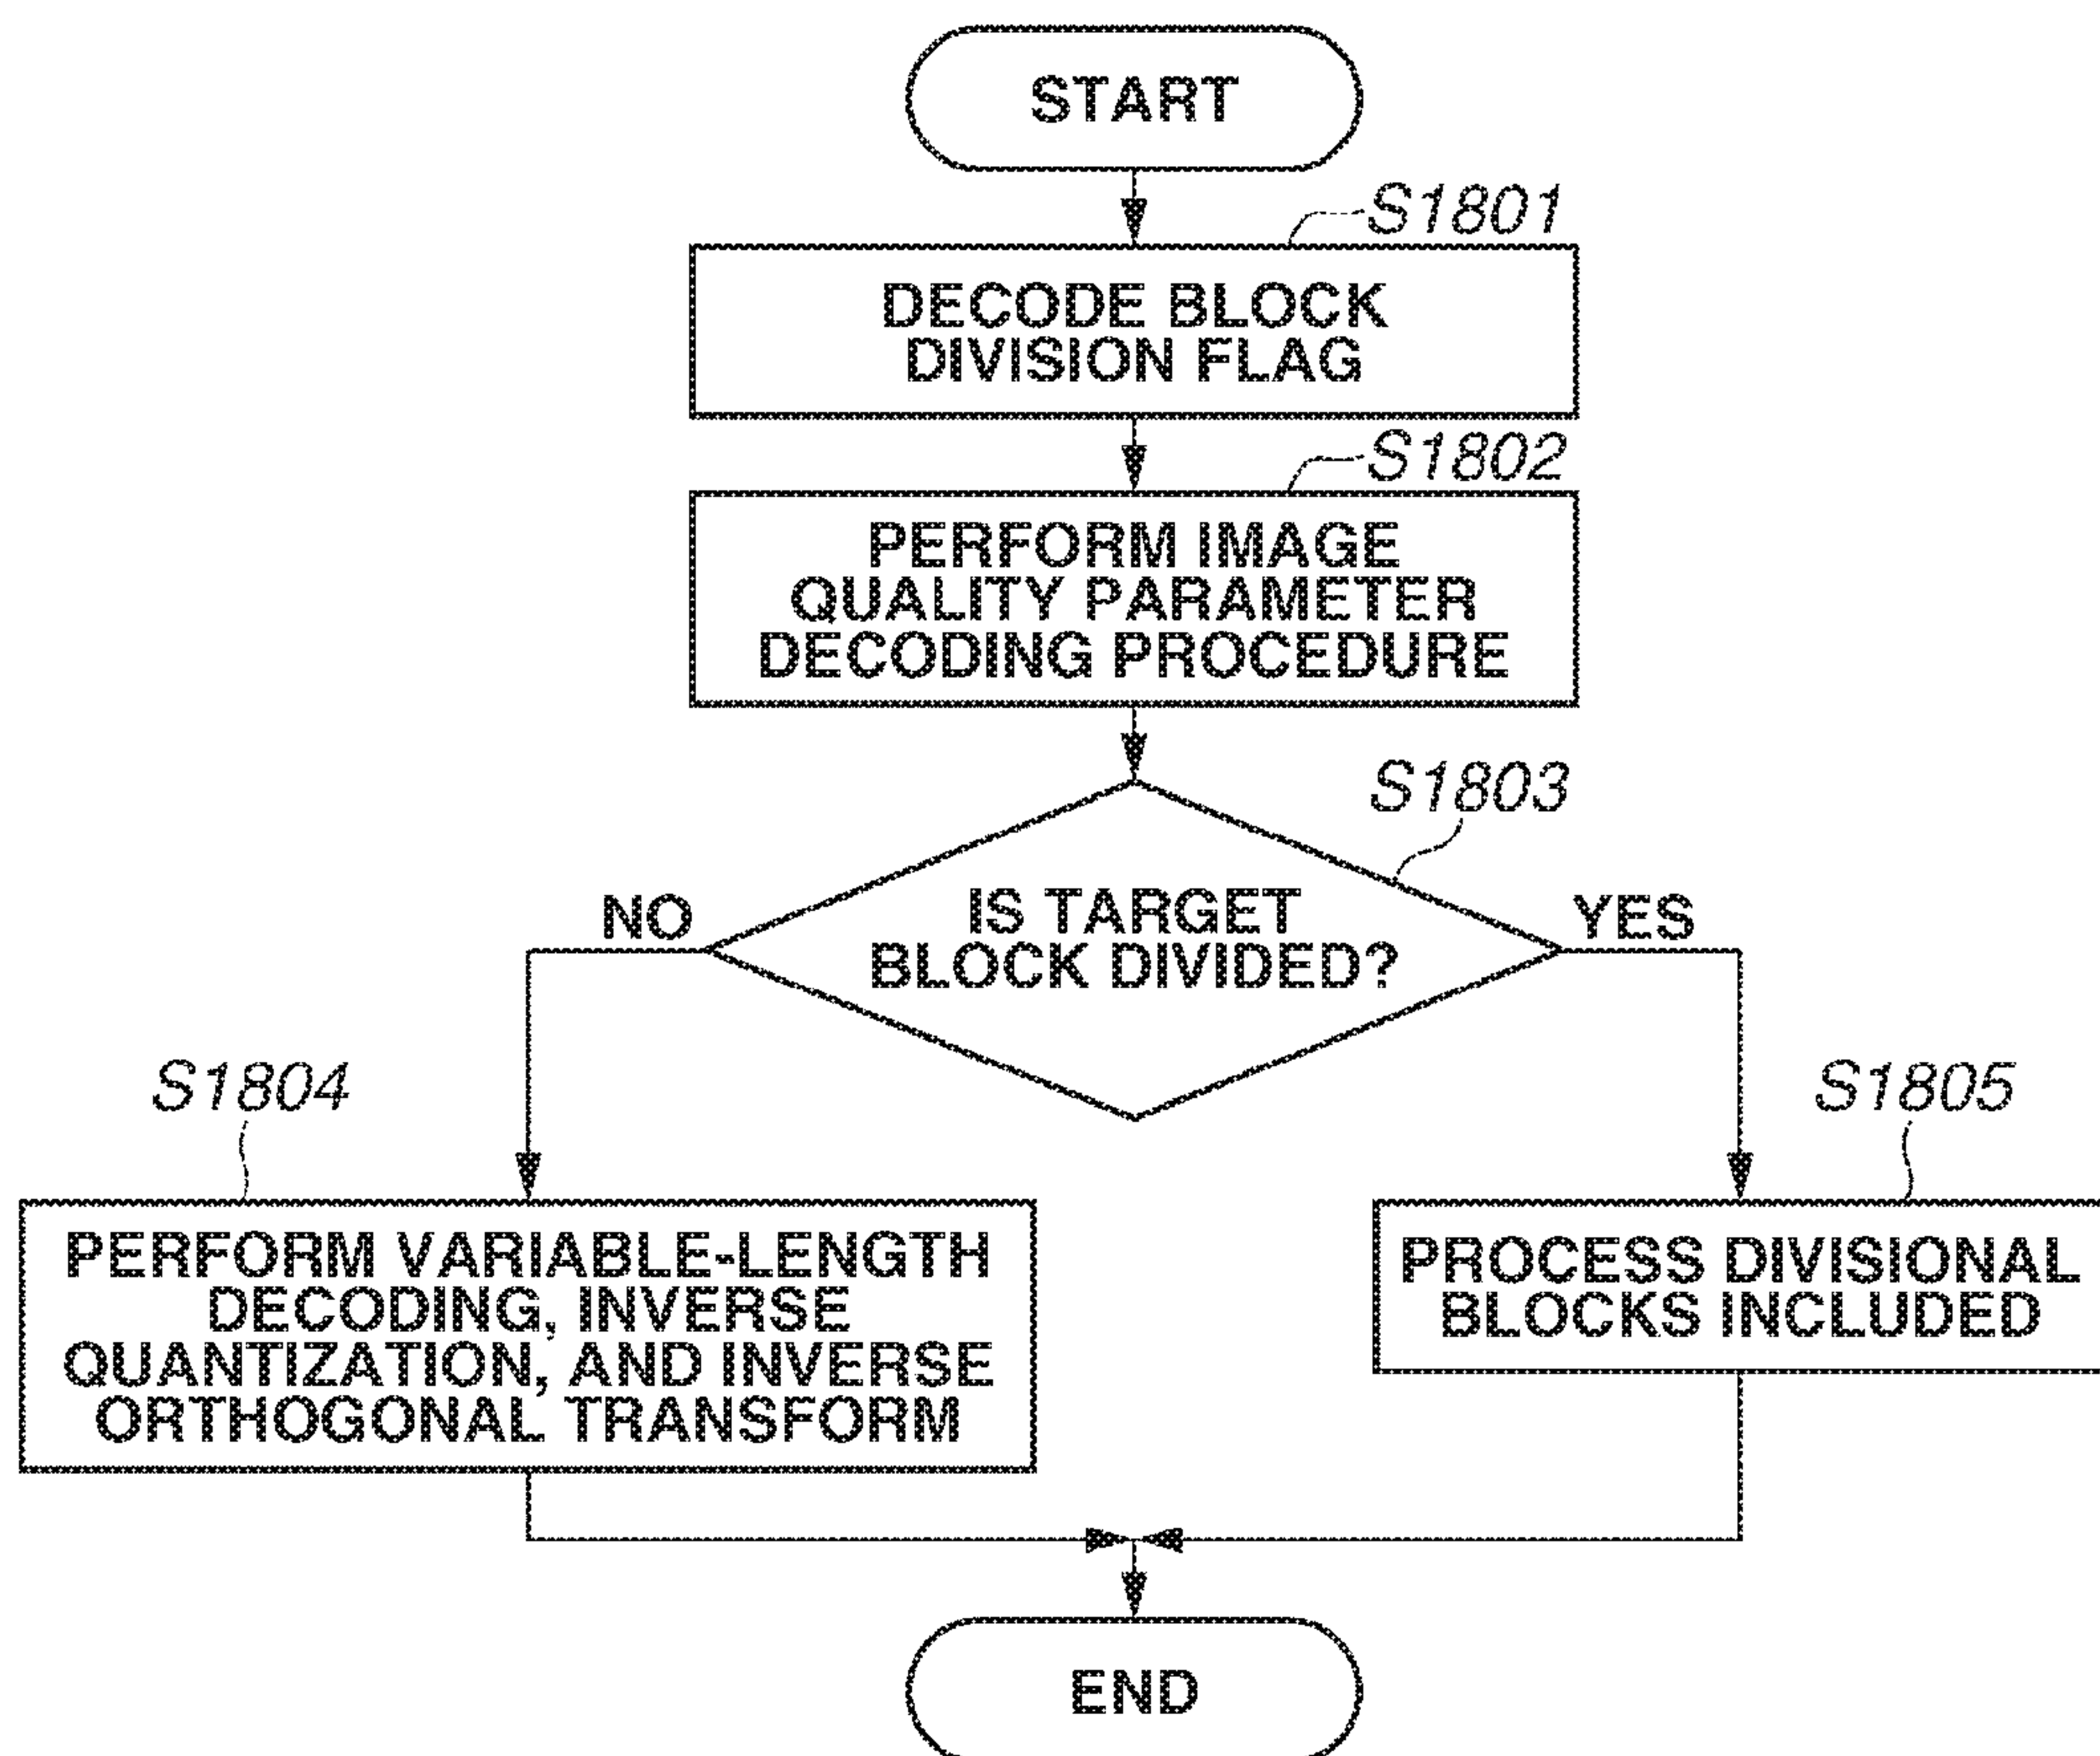 START
S1801
DECODE BLOCK
DIVISION FLAG
S1802
PERFORM IMAGE
QUALITY PARAMETER
DECODING PROCEDURE
S1803
IS TARGET
BLOCK DIVIDED?
NO
YES
S1804
PERFORM VARIABLE-LENGTH
DECODING, INVERSE
QUANTIZATION, AND INVERSE
ORTHOGONAL TRANSFORM
S1805
PROCESS DIVISIONAL
BLOCKS INCLUDED
END